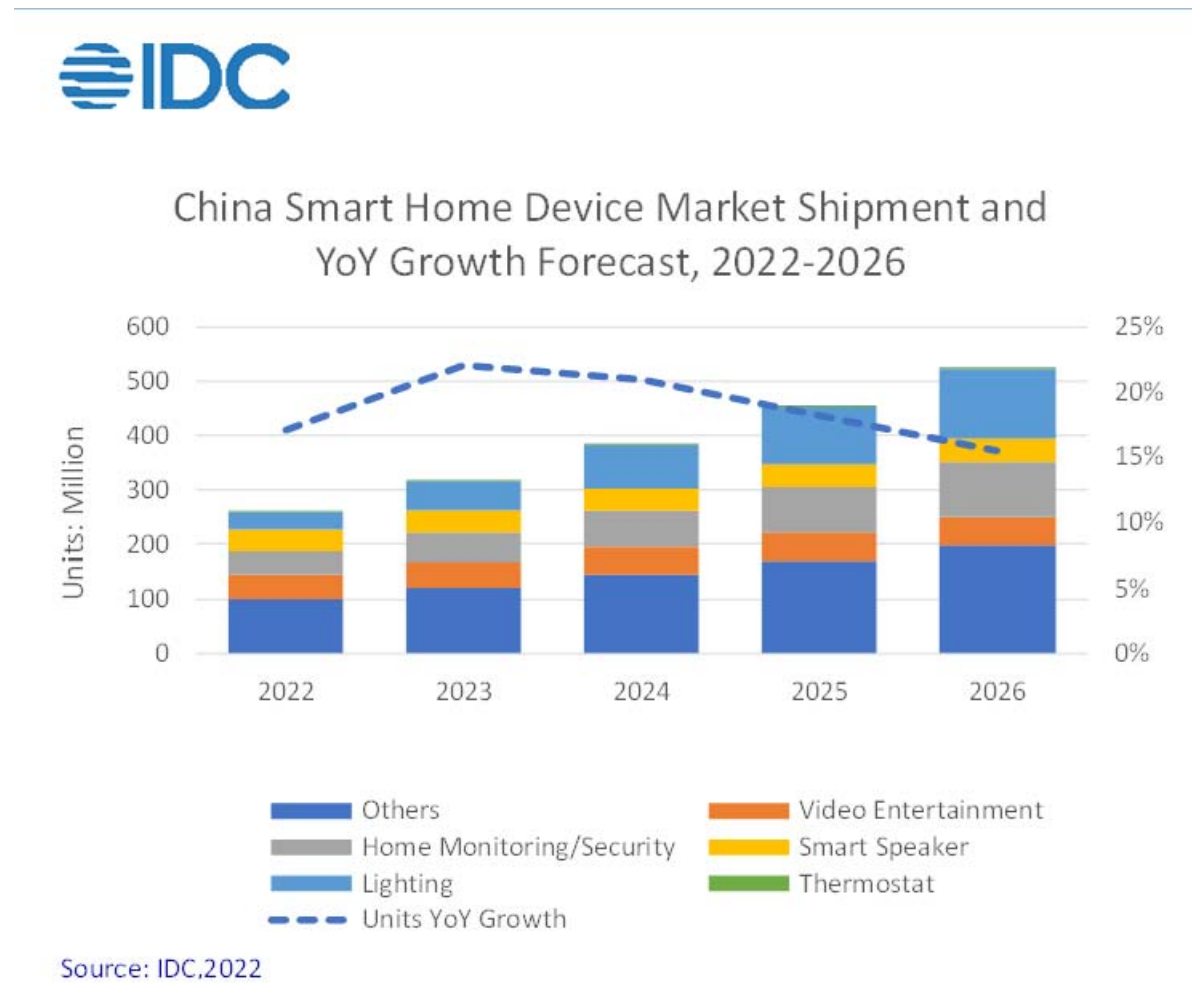 IDC
China Smart Home Device Market Shipment and
YoY Growth Forecast, 2022-2026
600
500
400
300
200
100
0
Units: Million
25%
20%
15%
10%
5%
0%
2022
2023
2024
2025
2026
Others
Video Entertainment
Home Monitoring/Security
Smart Speaker
Lighting
Thermostat
Units YoY Growth
Source: IDC,2022